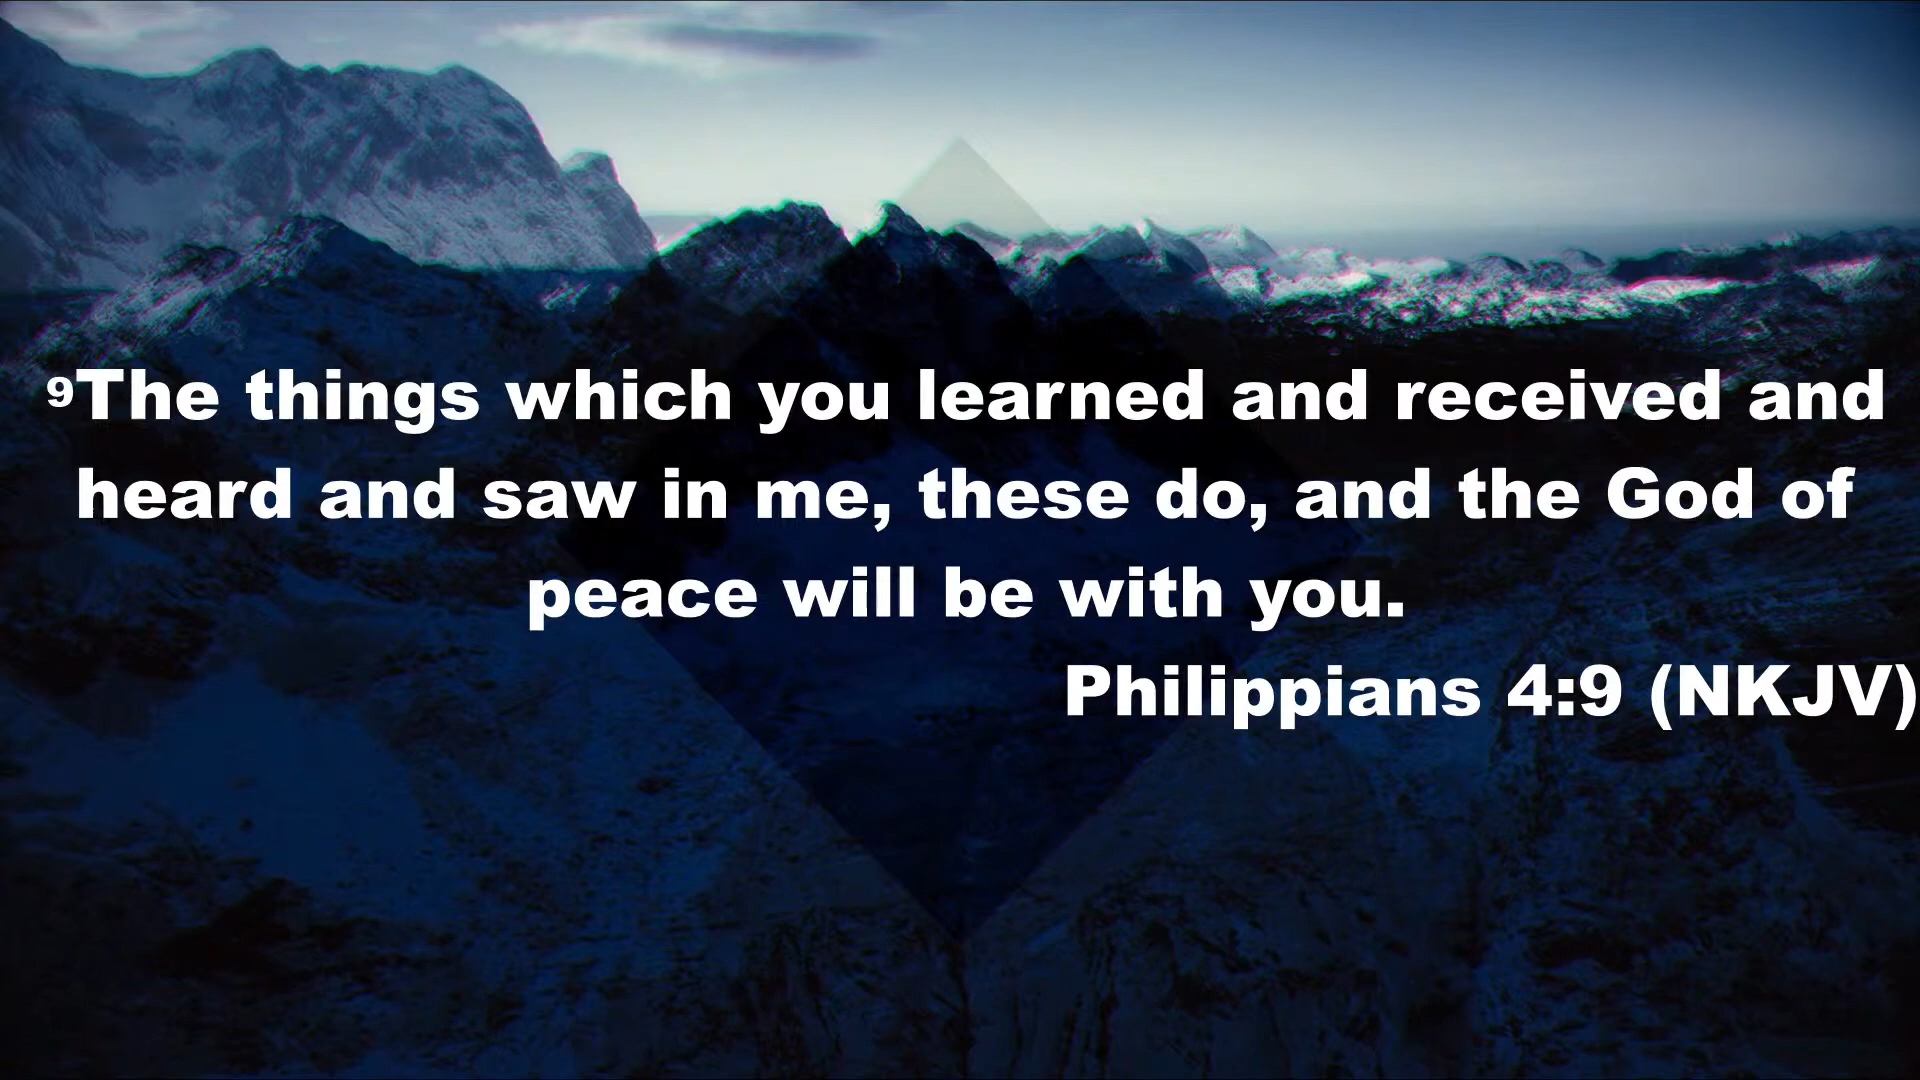 ⁹The things which you learned and received and
heard and saw in me, these do, and the God of
peace will be with you.
Philippians 4:9 (NKJV)